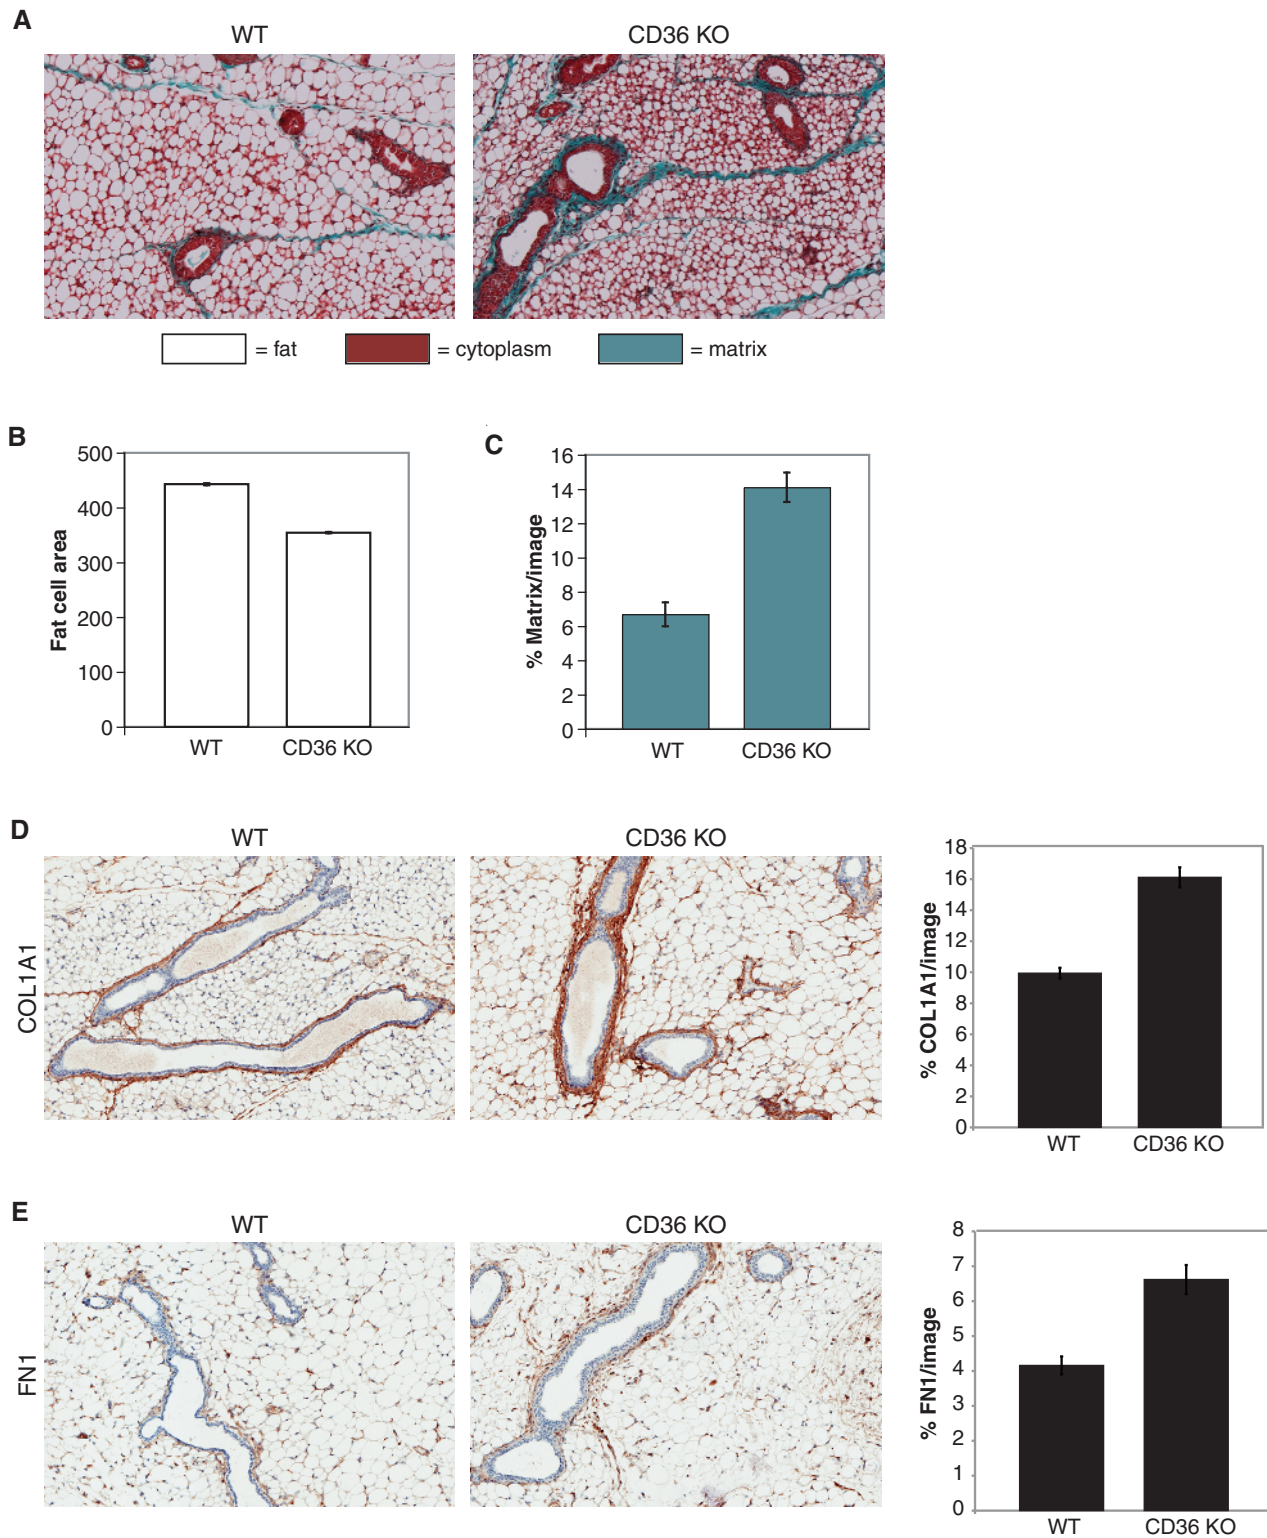 A
WT CD36 KO
= fat = cytoplasm = matrix
B
Fat cell area
500
400
300
200
100
0
WT CD36 KO
C
% Matrix/image
16
14
12
10
8
6
4
2
0
WT CD36 KO
D
WT CD36 KO
COL1A1
% COL1A1/image
18
16
14
12
10
8
6
4
2
0
WT CD36 KO
E
WT CD36 KO
FN1
% FN1/image
8
7
6
5
4
3
2
1
0
WT CD36 KO